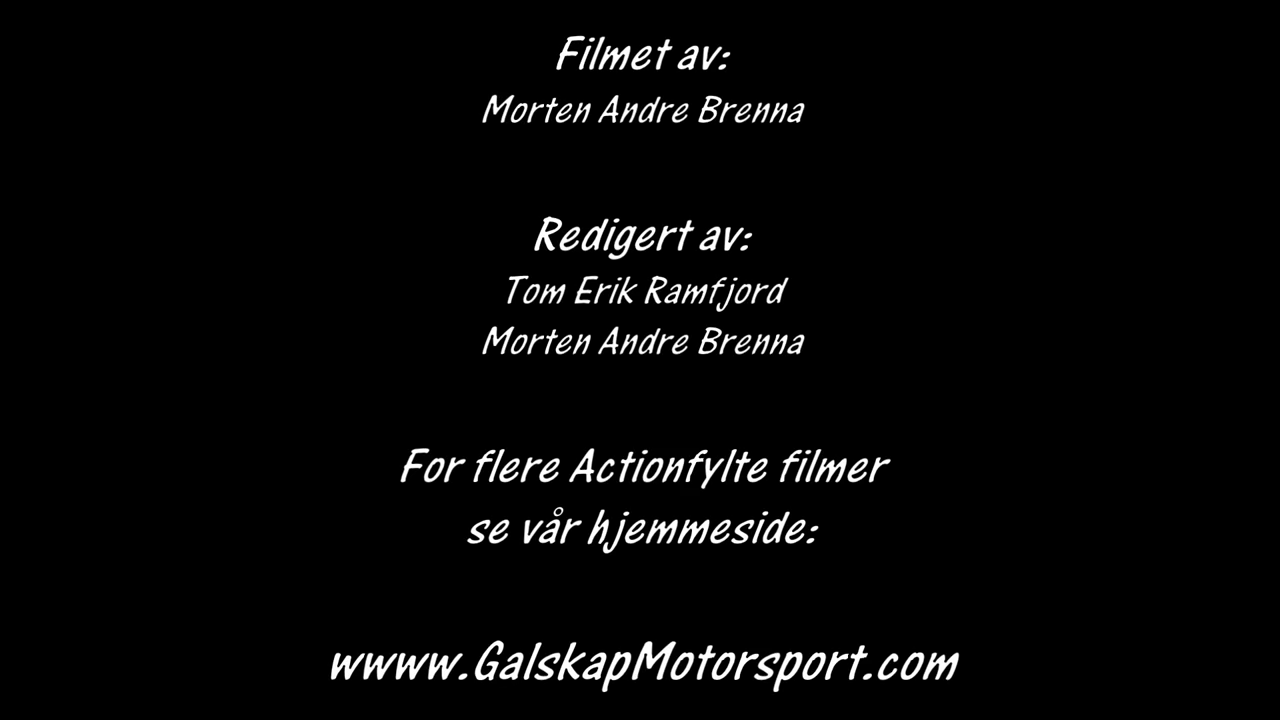 Filmet av:
Morten Andre Brenna
Redigert av:
Tom Erik Ramfjord
Morten Andre Brenna
For flere Actionfylte filmer
se vår hjemmeside:
wwww.GalskapMotorsport.com